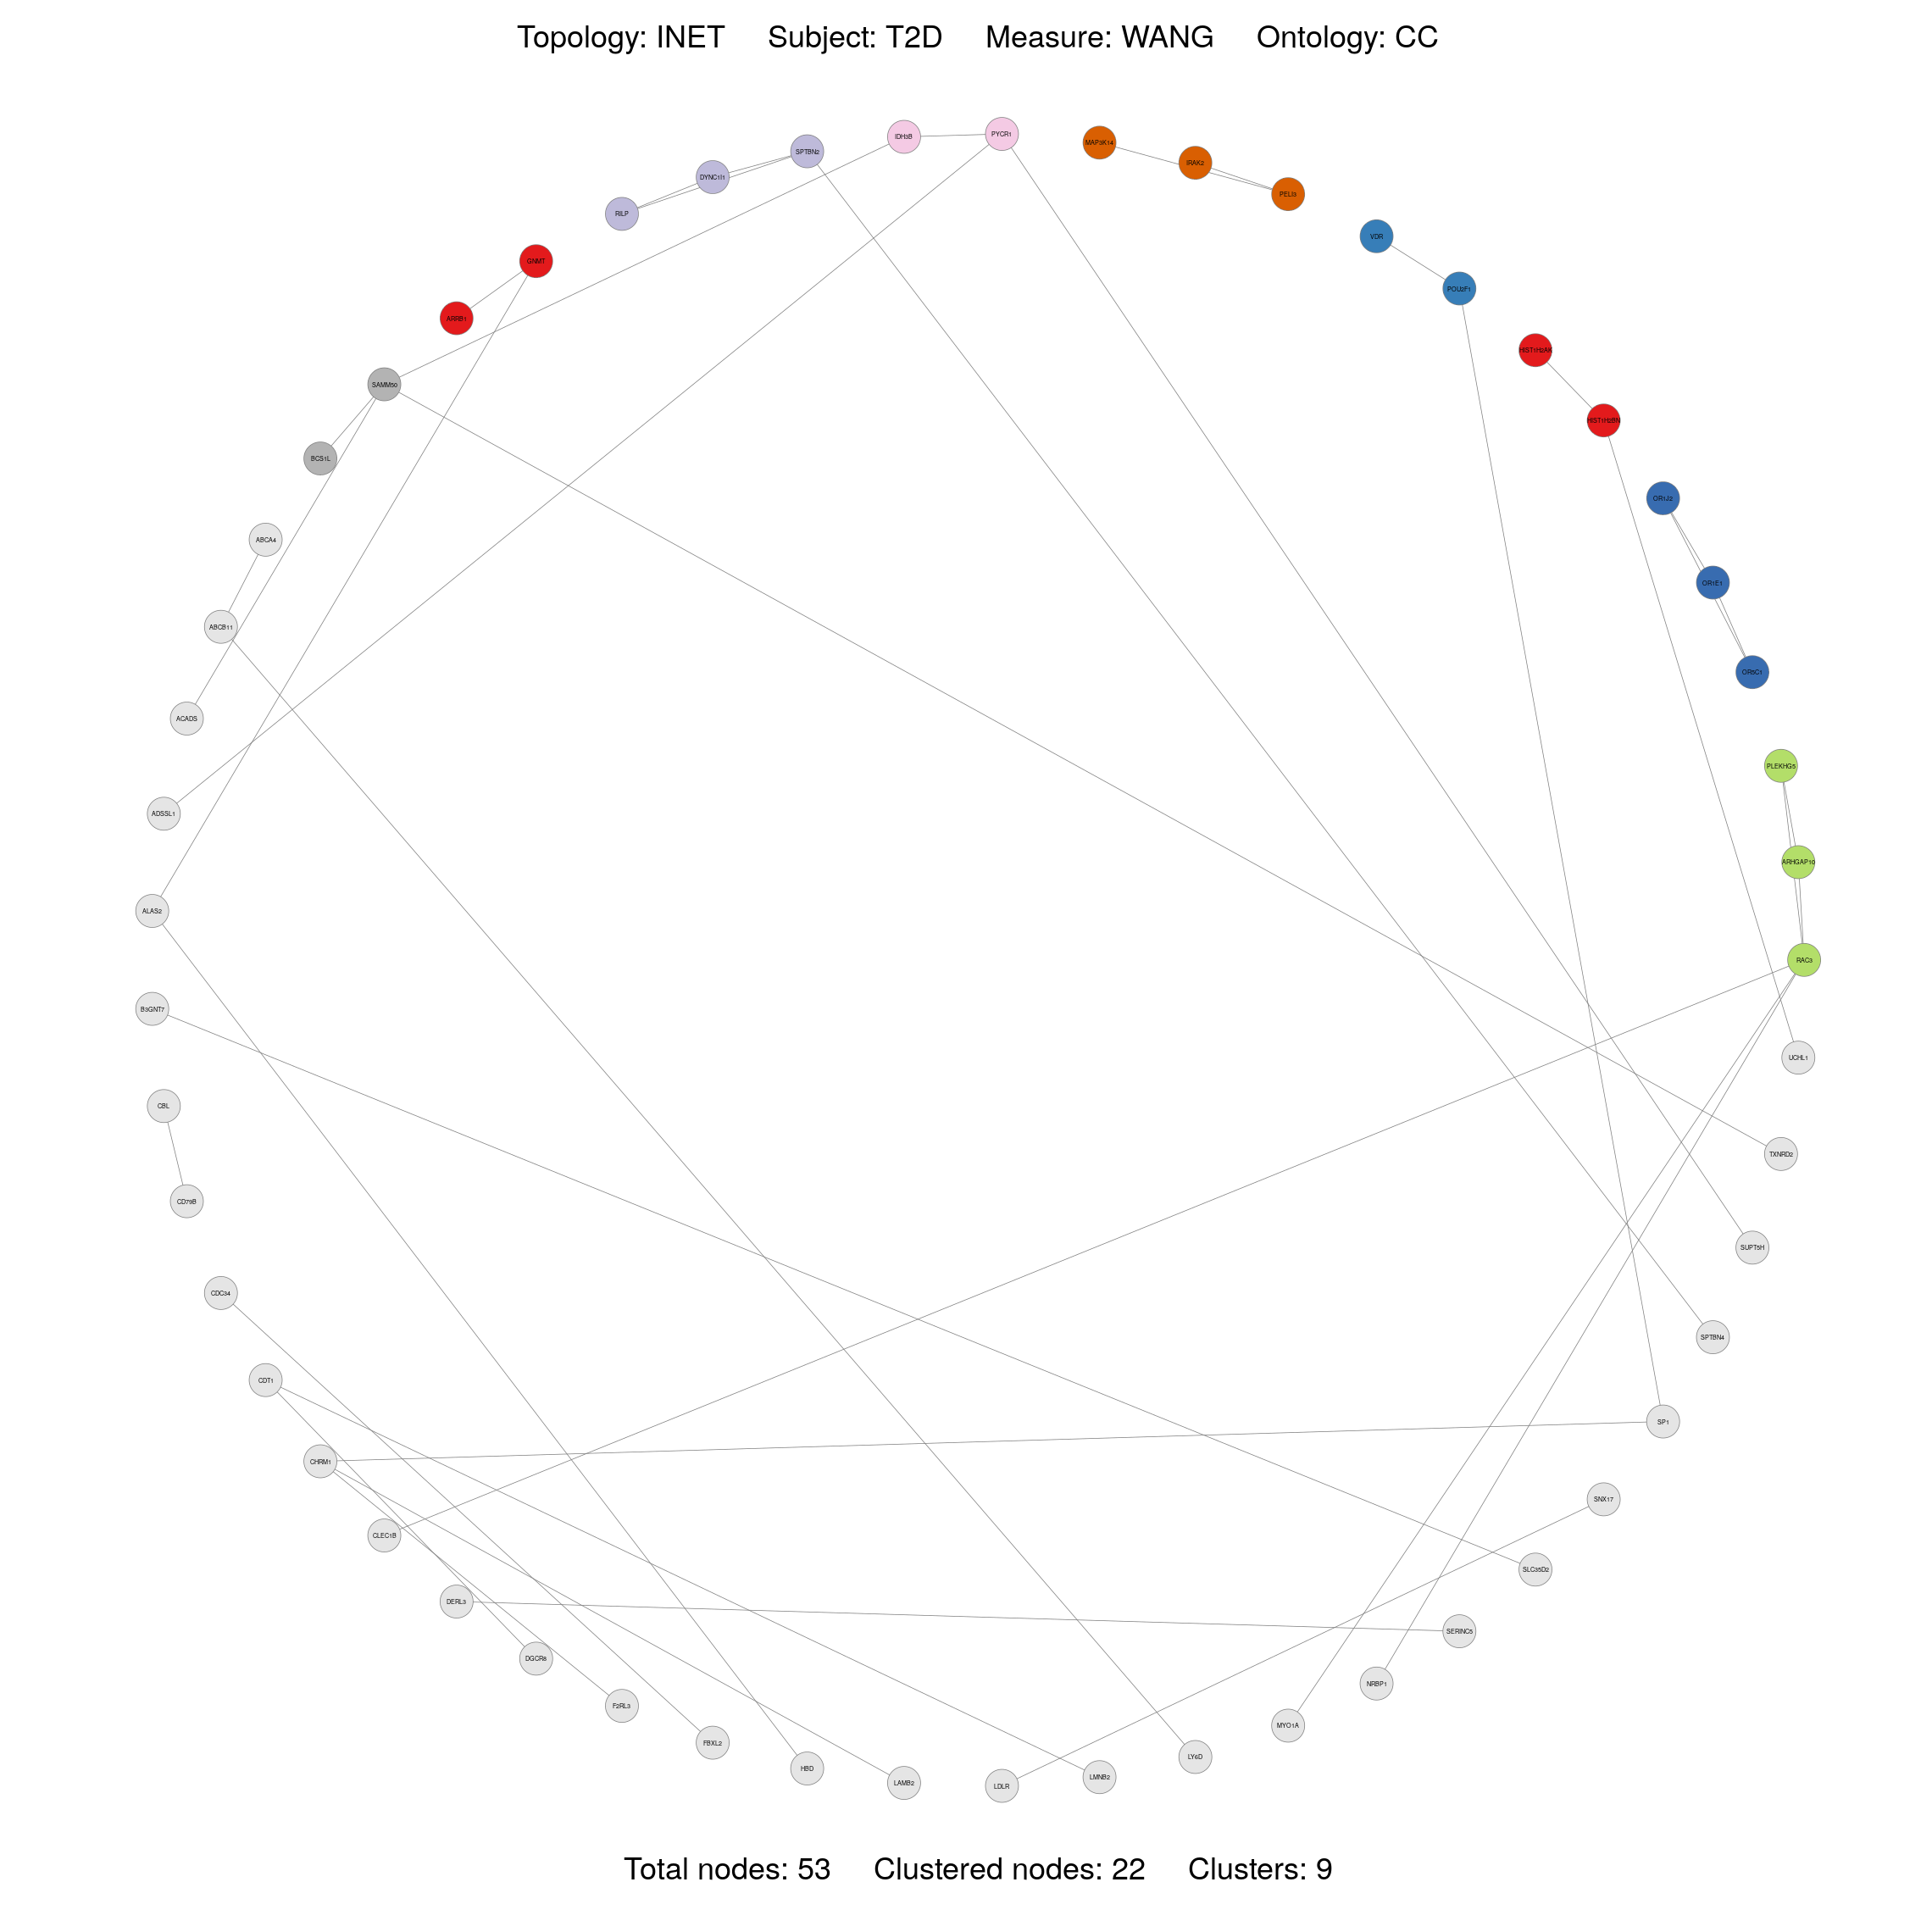 Topology: INET Subject: T2D Measure: WANG Ontology: CC
PYCR1
IDH3B
MAP3K14
SPTBN2
IRAK2
DYNC1I1
PELI3
RILP
VDR
GNMT
POU2F1
ARRB1
HIST1H2AK
SAMM50
HIST1H2BN
BCS1L
OR1J2
ABCA4
OR1E1
ABCB11
ACADS
PLEKHG5
ADSSL1
ARHGAP10
ALAS2
RAC3
B3GNT7
UCHL1
CBL
TXNRD2
CD79B
SUPT5H
CDC34
SPTBN4
CDT1
SP1
CHRM1
SNX17
CLEC1B
SLC35D2
DERL3
SERINC5
DGCR8
NRBP1
F2RL3
MYO1A
FBXL2
LY6D
HBD
LMNB2
LAMB2
LDLR
Total nodes: 53 Clustered nodes: 22 Clusters: 9